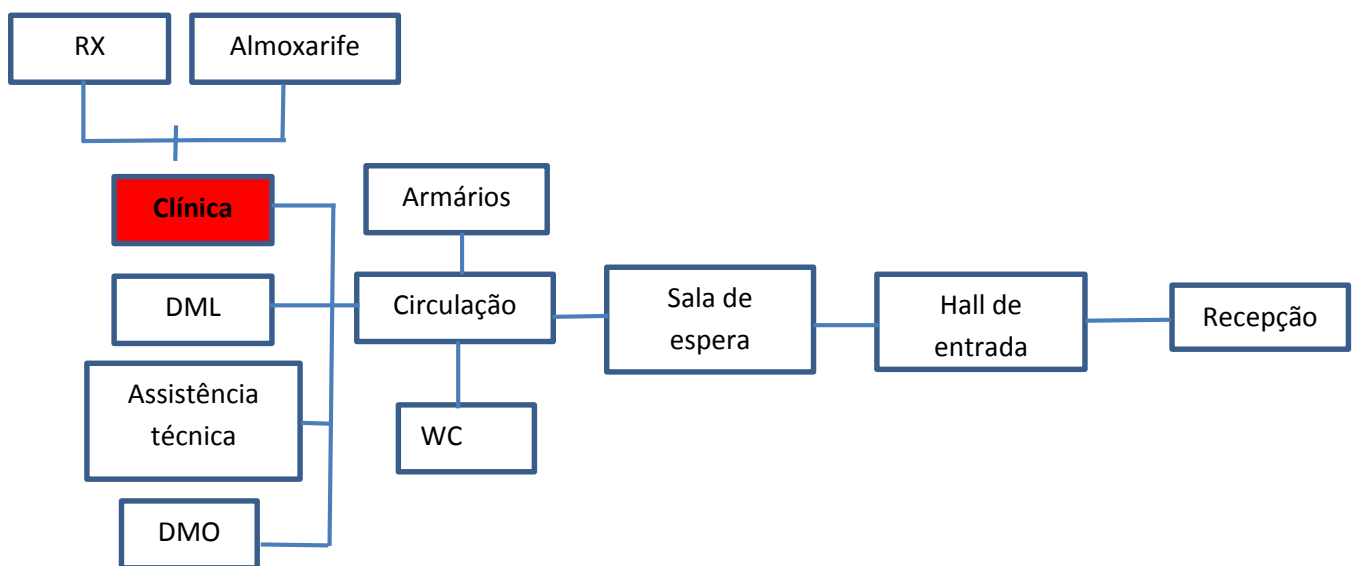 RX
Almoxarife
Clínica
Armários
DML
Circulação
Sala de
espera
Hall de
entrada
Recepção
Assistência
técnica
WC
DMO